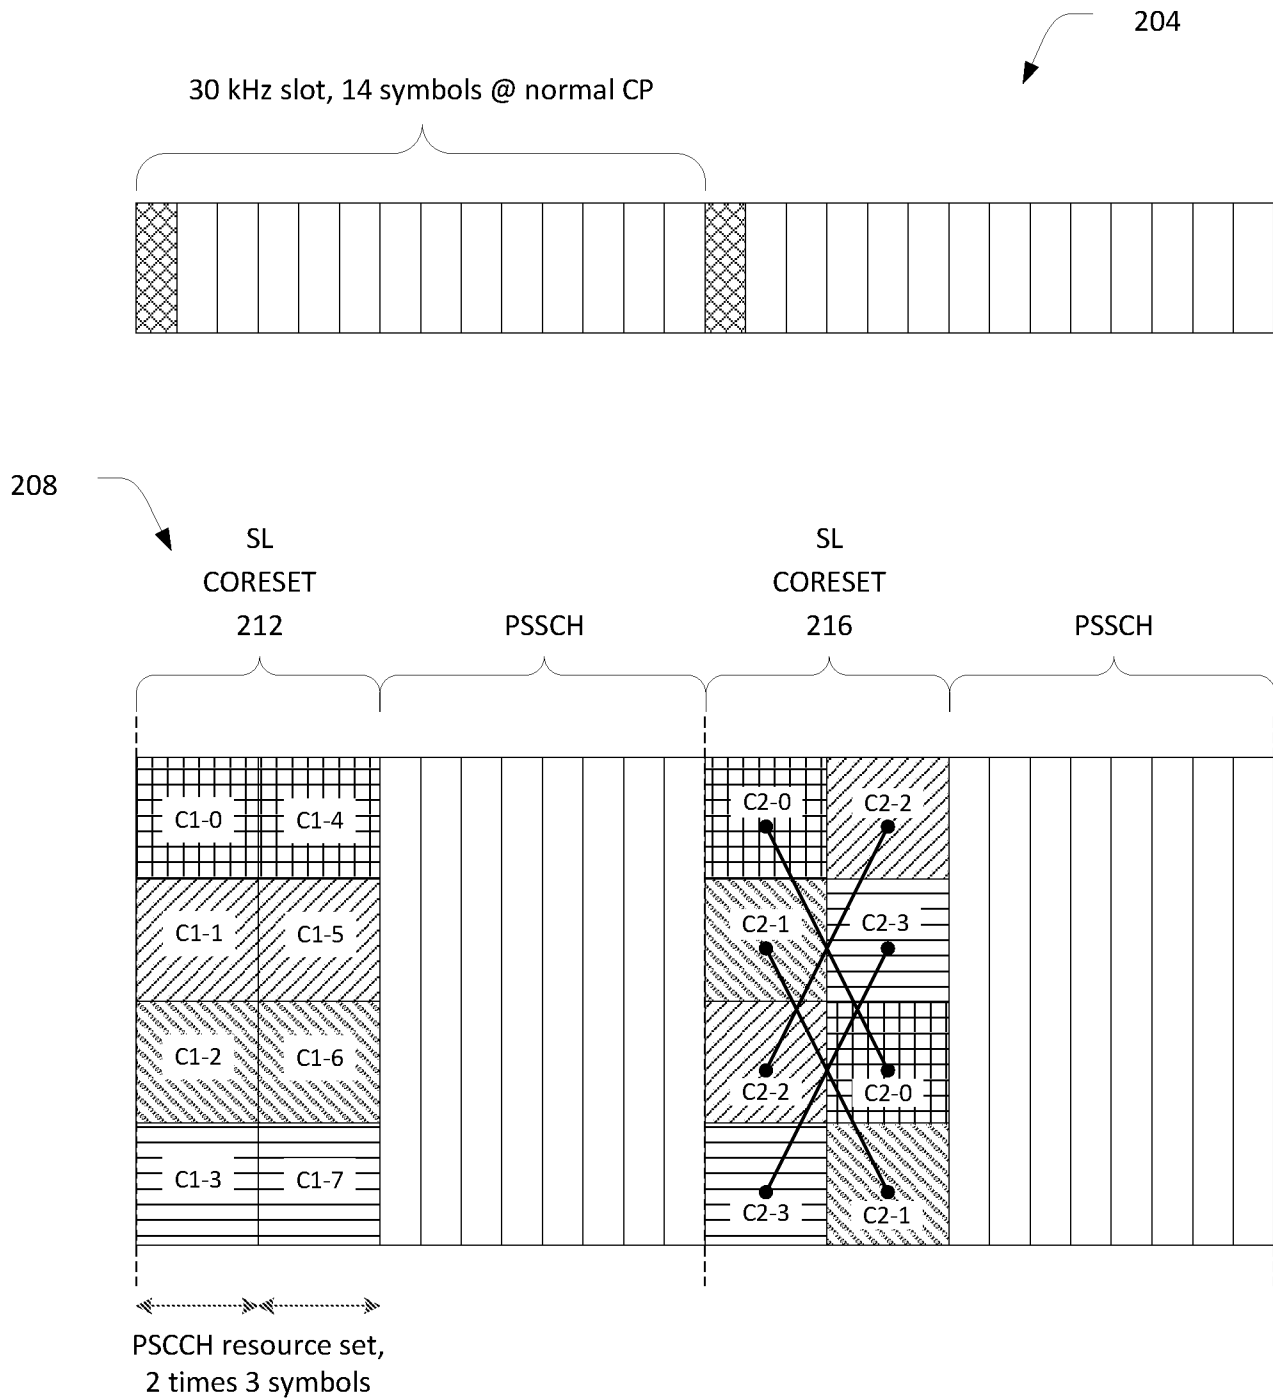 204
30 kHz slot, 14 symbols @ normal CP
208
SL
CORESET
212
PSSCH
SL
CORESET
216
PSSCH
C1-0
C1-4
C2-0
C2-2
C1-1
C1-5
C2-1
C2-3
C1-2
C1-6
C2-2
C2-0
C1-3
C1-7
C2-3
C2-1
PSCCH resource set,
2 times 3 symbols